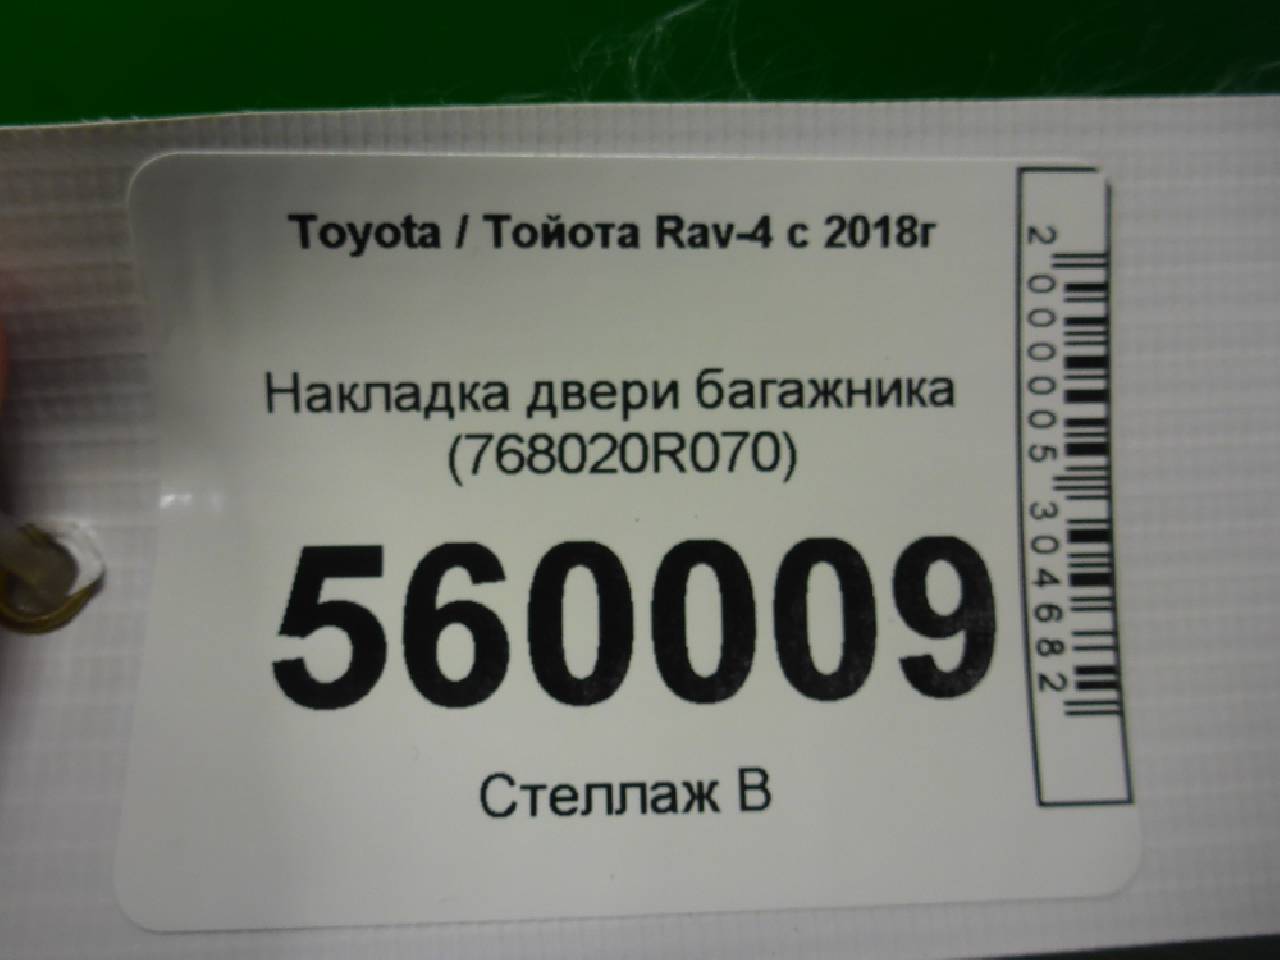 Toyota / Тойота Rav-4 с 2018г
Накладка двери багажника
(768020R070)
560009
Стеллаж В
2000005304682